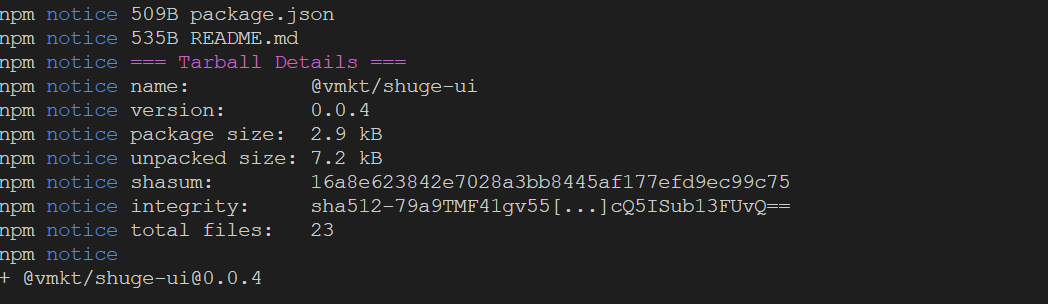 npm notice 509B package.json
npm notice 535B README.md
npm notice === Tarball Details ===
npm notice name:          @vmkt/shuge-ui
npm notice version:       0.0.4
npm notice package size:  2.9 kB
npm notice unpacked size: 7.2 kB
npm notice shasum:        16a8e623842e7028a3bb8445af177efd9ec99c75
npm notice integrity:     sha512-79a9TMF41gv55[...]cQ5ISub13FUvQ==
npm notice total files:   23
npm notice
+ @vmkt/shuge-ui@0.0.4